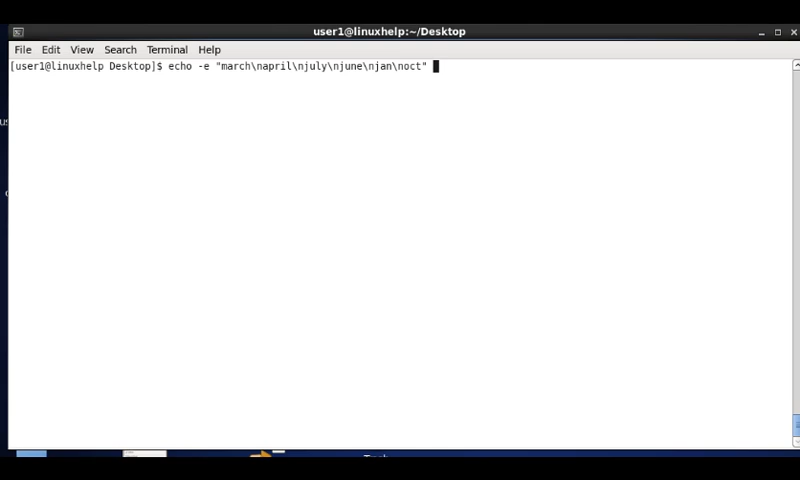 user1@linuxhelp:~/Desktop
File Edit View Search Terminal Help
[user1@linuxhelp Desktop]$ echo -e "march\napril\njuly\njune\njan\noct"